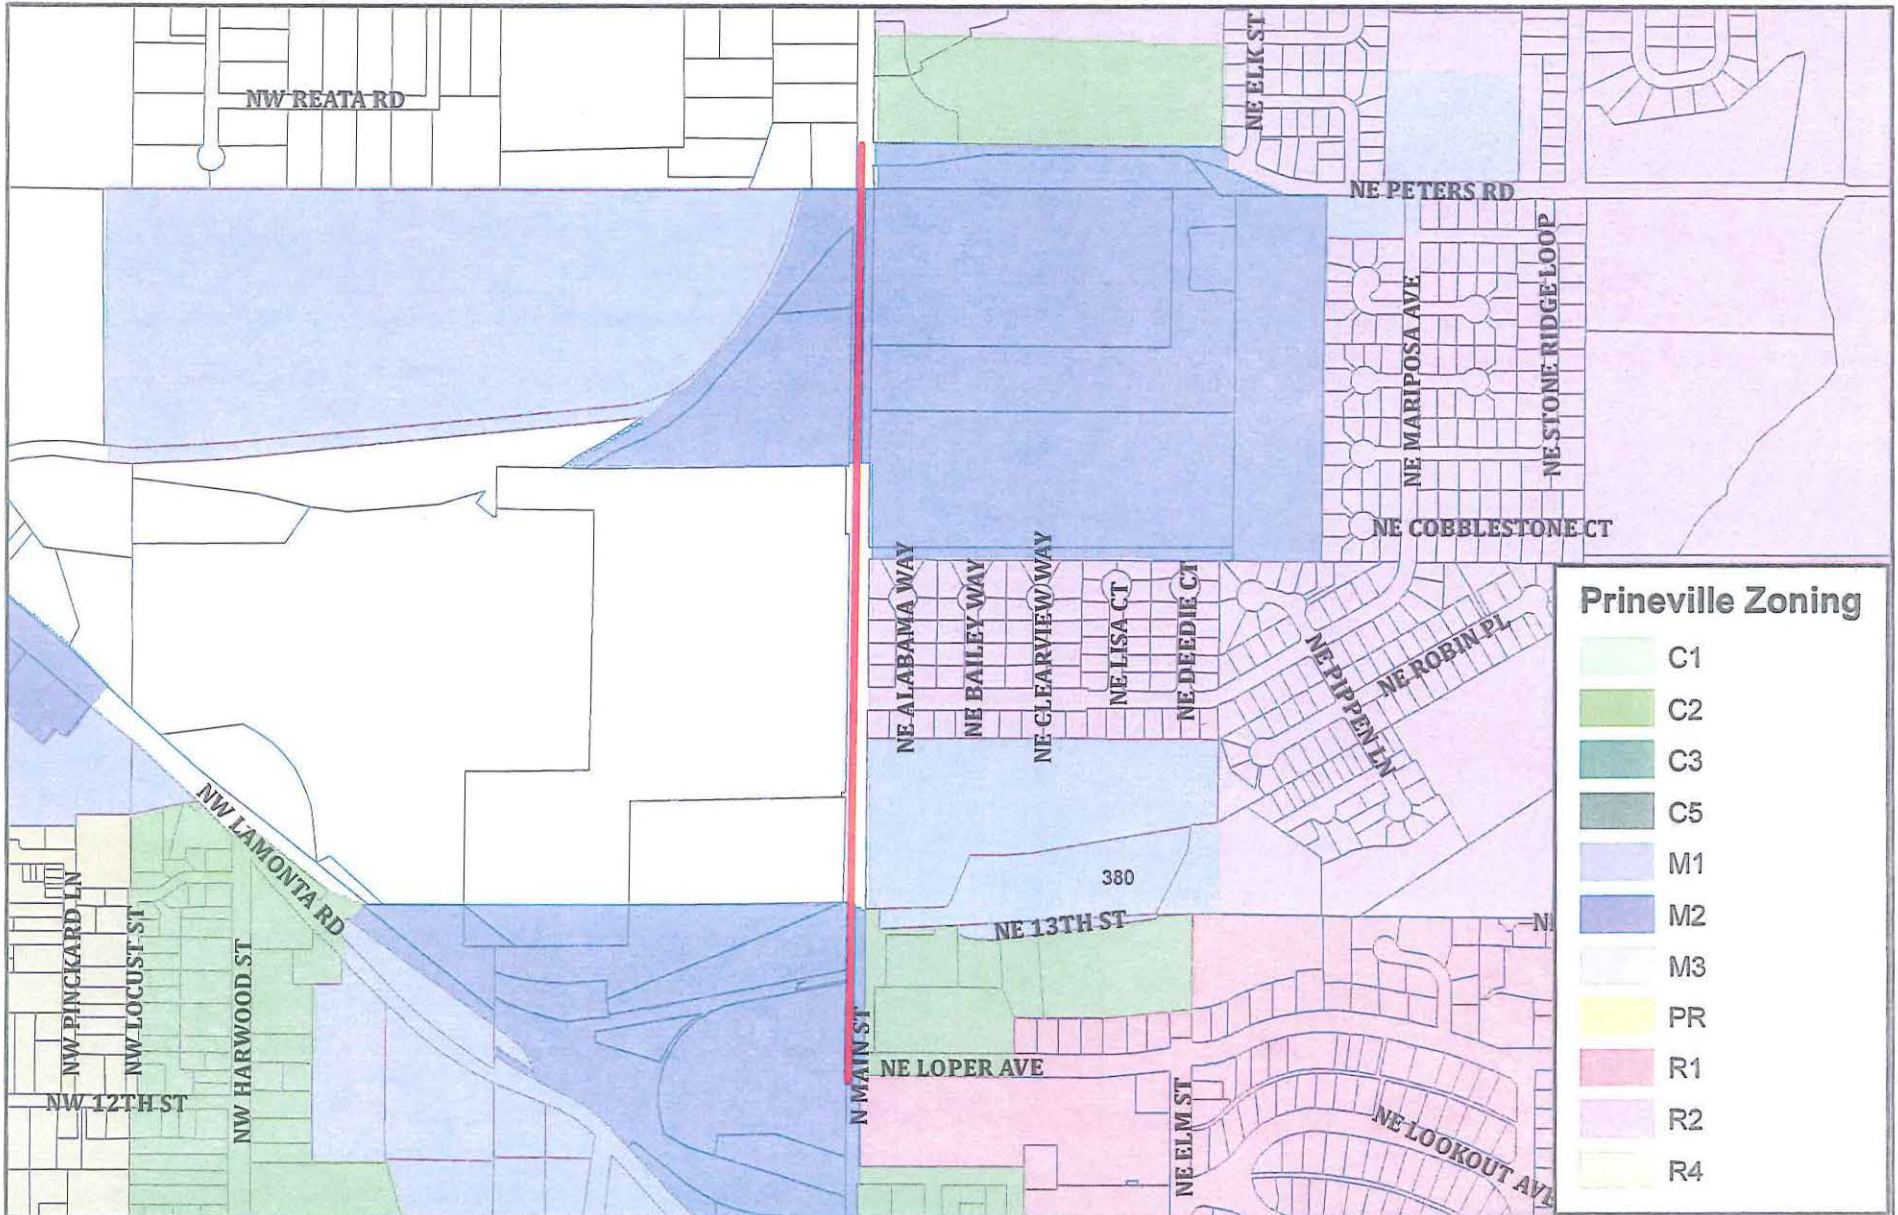 NW REATA RD
NE ELK ST
NE PETERS RD
NE MARIPOSA AVE
NE STONE RIDGE LOOP
NE COBBLESTONE CT
NE ALABAMA WAY
NE BAILEY WAY
NE CLEARVIEW WAY
NE LISA CT
NE DEEDIE CT
NE PIPPEN LN
NE ROBIN PL
NW LAMONTA RD
380
NE 13TH ST
NE
NW PINCKARD LN
NW LOCUST ST
NW HARWOOD ST
NW 12TH ST
N MAIN ST
NE LOPER AVE
NE ELM ST
NE LOOKOUT AVE
Prineville Zoning
C1
C2
C3
C5
M1
M2
M3
PR
R1
R2
R4